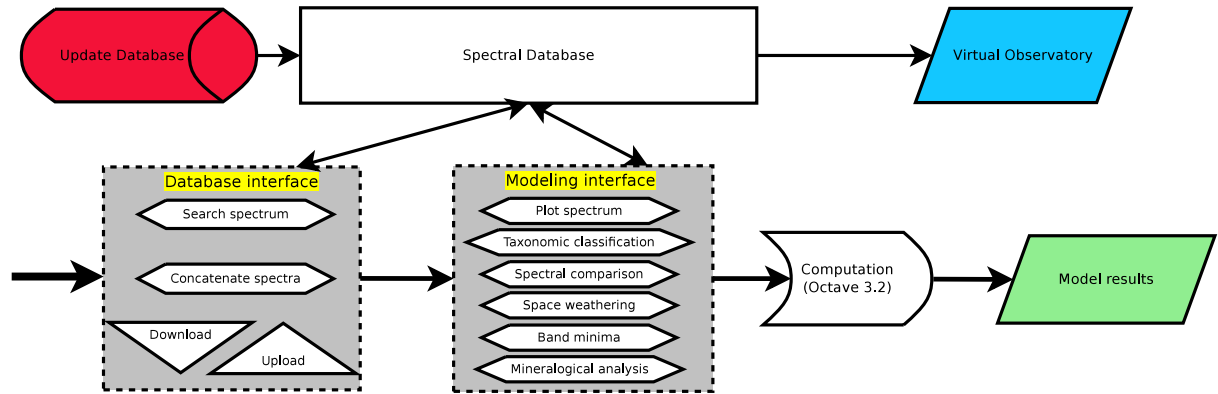 Update Database
Spectral Database
Virtual Observatory
Database interface
Search spectrum
Concatenate spectra
Download
Upload
Modeling interface
Plot spectrum
Taxonomic classification
Spectral comparison
Space weathering
Band minima
Mineralogical analysis
Computation
(Octave 3.2)
Model results